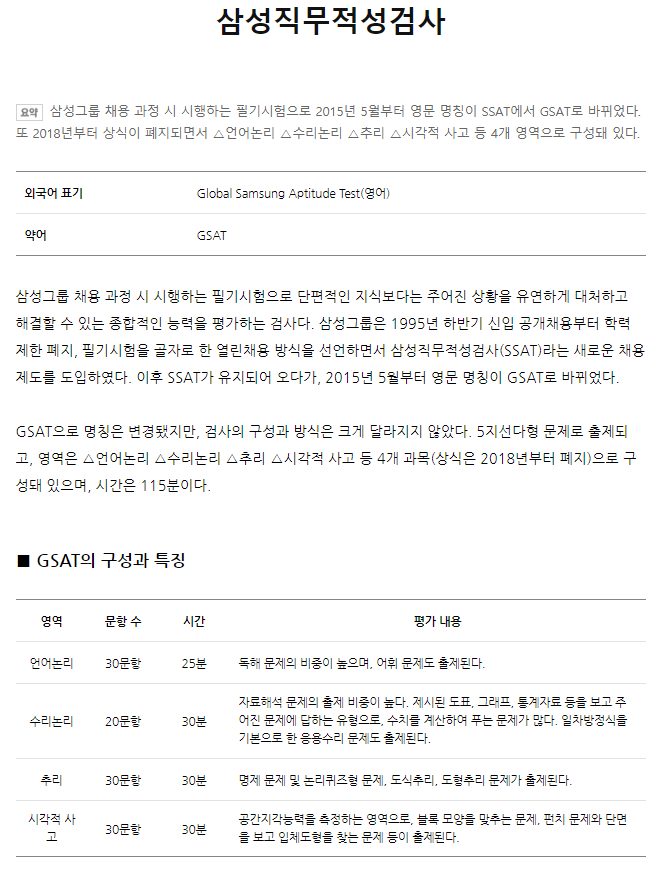 삼성직무적성검사
요약 삼성그룹 채용 과정 시 시행하는 필기시험으로 2015년 5월부터 영문 명칭이 SSAT에서 GSAT로 바뀌었다.
또 2018년부터 상식이 폐지되면서 △언어논리 △수리논리 △추리 △시각적 사고 등 4개 영역으로 구성돼 있다.
외국어 표기 Global Samsung Aptitude Test(영어)
약어 GSAT
삼성그룹 채용 과정 시 시행하는 필기시험으로 단편적인 지식보다는 주어진 상황을 유연하게 대처하고
해결할 수 있는 종합적인 능력을 평가하는 검사다. 삼성그룹은 1995년 하반기 신입 공개채용부터 학력
제한 폐지, 필기시험을 골자로 한 열린채용 방식을 선언하면서 삼성직무적성검사(SSAT)라는 새로운 채용
제도를 도입하였다. 이후 SSAT가 유지되어 오다가, 2015년 5월부터 영문 명칭이 GSAT로 바뀌었다.
GSAT으로 명칭은 변경됐지만, 검사의 구성과 방식은 크게 달라지지 않았다. 5지선다형 문제로 출제되
고, 영역은 △언어논리 △수리논리 △추리 △시각적 사고 등 4개 과목(상식은 2018년부터 폐지)으로 구
성돼 있으며, 시간은 115분이다.
■ GSAT의 구성과 특징
영역 문항 수 시간 평가 내용
언어논리 30문항 25분 독해 문제의 비중이 높으며, 어휘 문제도 출제된다.
수리논리 20문항 30분 자료해석 문제의 출제 비중이 높다. 제시된 도표, 그래프, 통계자료 등을 보고 주
어진 문제에 답하는 유형으로, 수치를 계산하여 푸는 문제가 많다. 일차방정식을
기본으로 한 응용수리 문제도 출제된다.
추리 30문항 30분 명제 문제 및 논리퀴즈형 문제, 도식추리, 도형추리 문제가 출제된다.
시각적 사
고 30문항 30분 공간지각능력을 측정하는 영역으로, 블록 모양을 맞추는 문제, 펀치 문제와 단면
을 보고 입체도형을 찾는 문제 등이 출제된다.